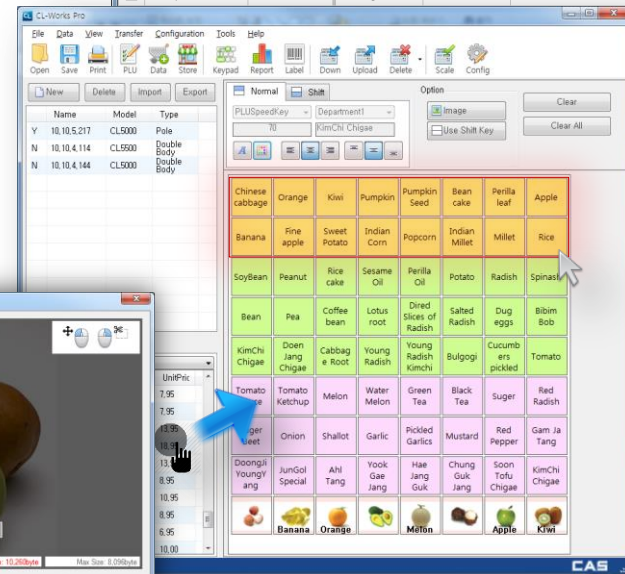 CL-Works Pro
File Data View Transfer Configuration Tools Help
Open Save Print PLU Data Store Keypad Report Label Down Upload Delete Scale Config
New Delete Import Export
Name Model Type
Y 10,10,5,217 CL5000 Pole
N 10,10,4,114 CL5500 Double Body
N 10,10,4,144 CL5000 Double Body
Normal Shift
PLUSpeedKey Department1
70 KimChi Chigae
A
Option
Image
Use Shift Key
Clear
Clear All
Chinese cabbage Orange Kiwi Pumpkin Pumpkin Seed Bean cake Perilla leaf Apple
Banana Fine apple Sweet Potato Indian Corn Popcorn Indian Millet Millet Rice
SoyBean Peanut Rice cake Sesame Oil Perilla Oil Potato Radish
Bean Pea Coffee bean Lotus root Dired Slices of Radish Salted Radish Dug eggs Bibim Bob
KimChi Chigae Doen Jang Chigae Cabbag e Root Young Radish Young Radish Kimchi Bulgogi Cucumb ers pickled Tomato
Tomato Tomato Ketchup Melon Water Melon Green Tea Black Tea Suger Red Radish
Onion Shallot Garlic Pickled Garlics Mustard Red Pepper Gam Ja Tang
DoongJi YoungY ang JunGol Special Ahl Tang Yook Gae Jang Hae Jang Guk Chung Guk Jang Soon Tofu Chigae KimChi Chigae
Banana Orange Melon Apple Kiwi
UnitPric
7,95
7,95
13,95
18,95
13,
8,95
10,95
8,95
6,95
10,00
10,260byte
Max Size: 8,096byte
CAS